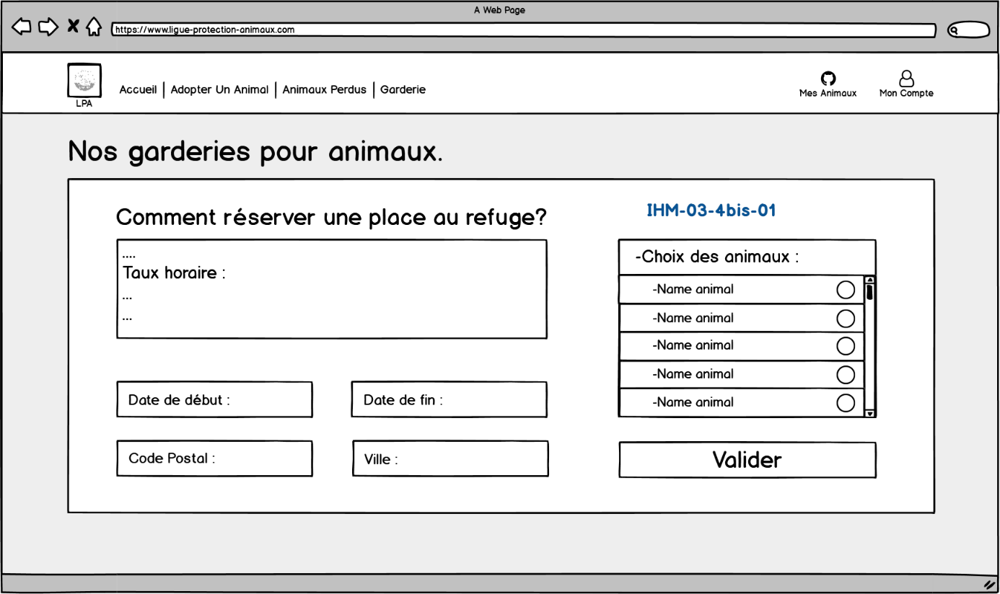 A Web Page
https://www.ligue-protection-animaux.com
LPA
Accueil | Adopter Un Animal | Animaux Perdus | Garderie
Mes Animaux
Mon Compte
Nos garderies pour animaux.
Comment réserver une place au refuge?
....
Taux horaire :
...
...
Date de début :
Date de fin :
Code Postal :
Ville :
IHM-03-4bis-01
-Choix des animaux :
-Name animal
-Name animal
-Name animal
-Name animal
-Name animal
Valider